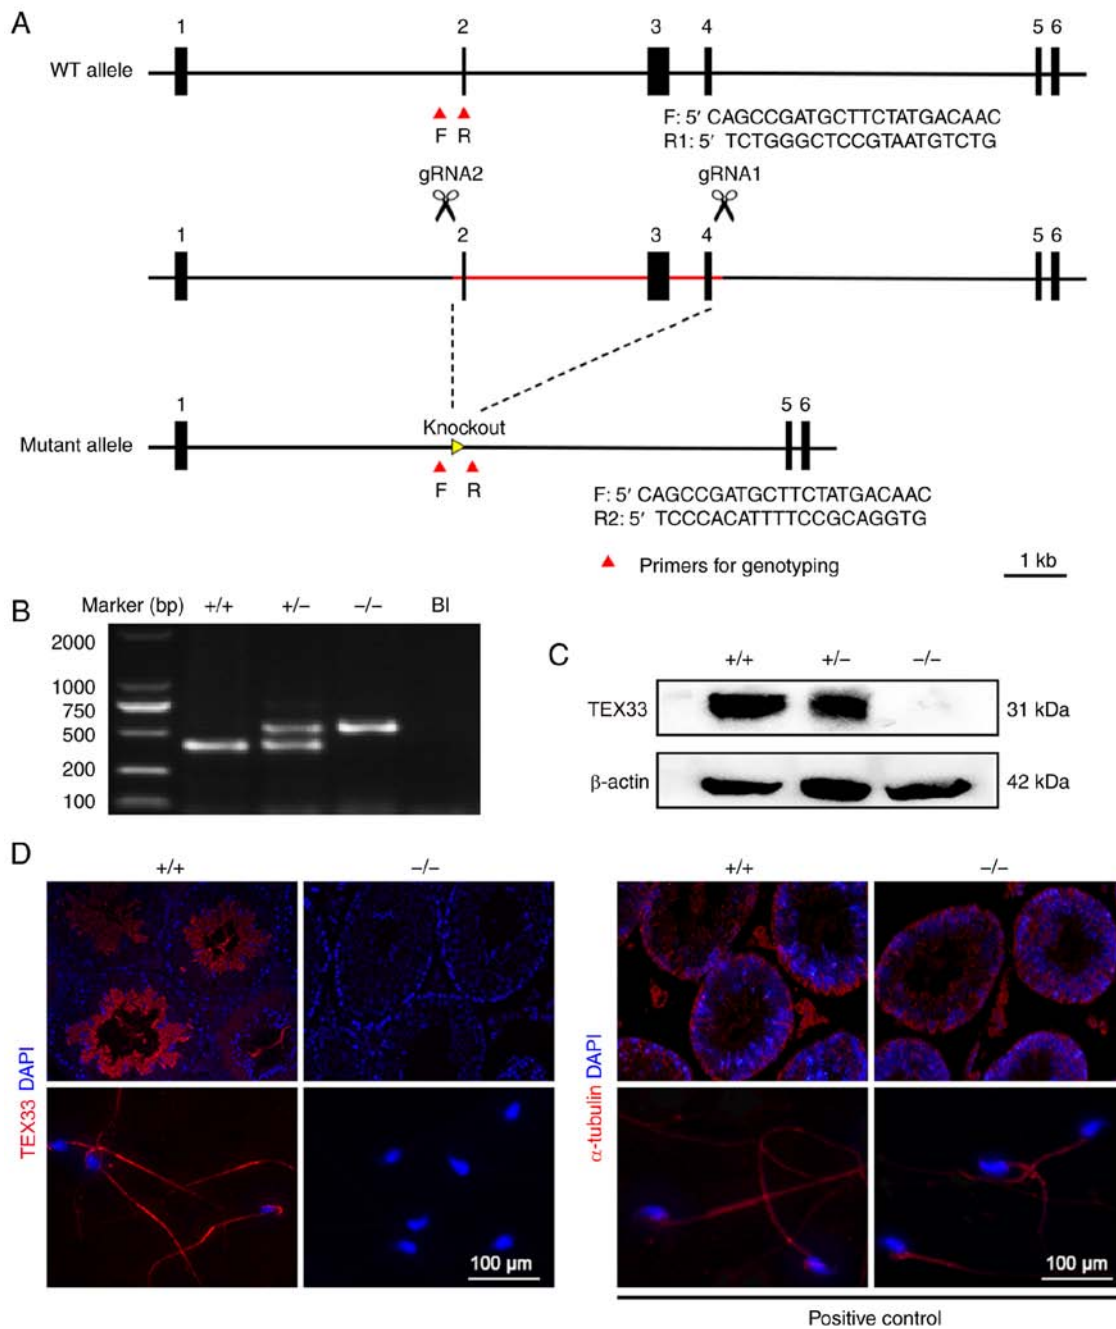 A
1 2 3 4 5 6
WT allele
F R
F: 5′ CAGCCGATGCTTCTATGACAAC
R1: 5′ TCTGGGCTCCGTAATGTCTG
gRNA2 gRNA1
1 2 3 4 5 6
1 Knockout 5 6
Mutant allele
F R
F: 5′ CAGCCGATGCTTCTATGACAAC
R2: 5′ TCCCACATTTTCCGCAGGTG
Primers for genotyping
1 kb
B
Marker (bp) +/+ +/− −/− Bl
2000
1000
750
500
200
100
C
+/+ +/− −/−
TEX33 31 kDa
β-actin 42 kDa
D
+/+ −/− +/+ −/−
TEX33 DAPI
α-tubulin DAPI
100 µm
100 µm
Positive control